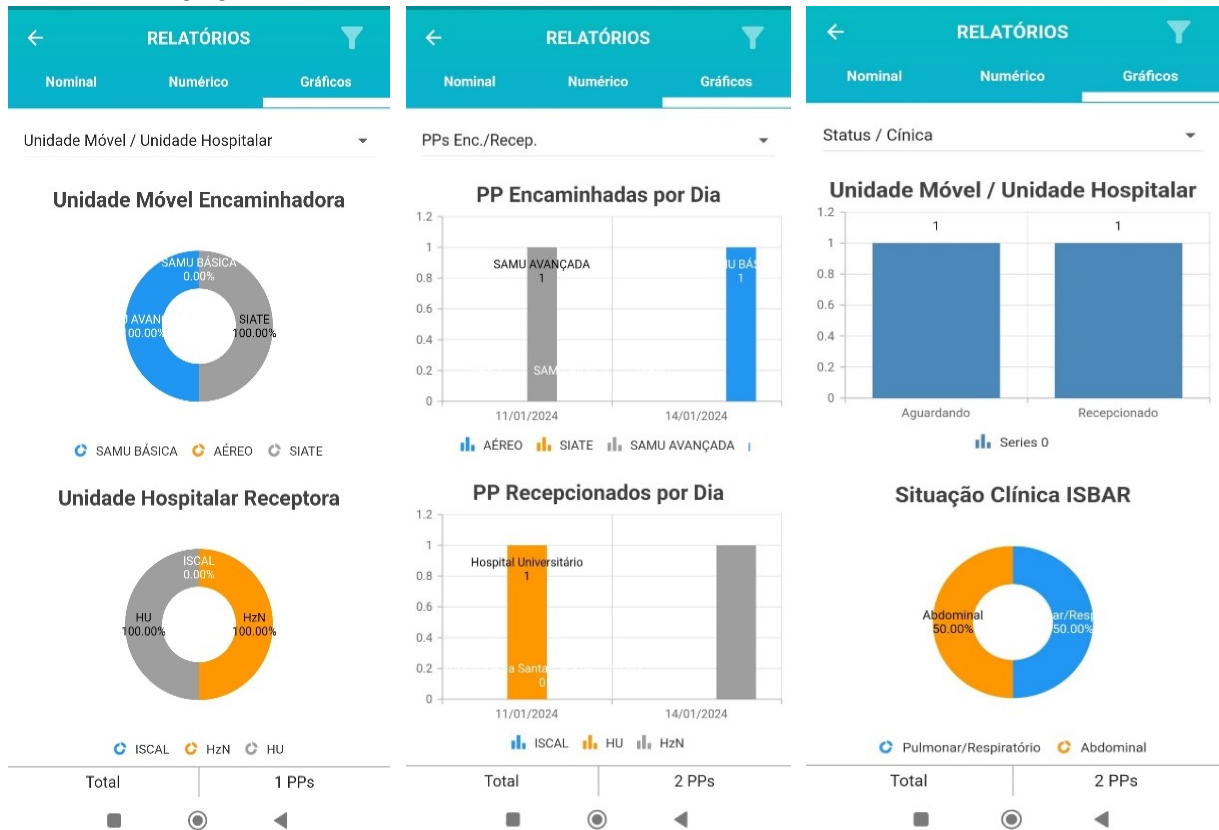 RELATÓRIOS
Nominal Numérico Gráficos
Unidade Móvel / Unidade Hospitalar
Unidade Móvel Encaminhadora
SAMU BÁSICA
0.00%
SIATE
100.00%
SAMU BÁSICA AÉREO SIATE
Unidade Hospitalar Receptora
ISCAL
0.00%
HU
100.00%
HzN
100.00%
ISCAL HzN HU
Total 1 PPs
RELATÓRIOS
Nominal Numérico Gráficos
PPs Enc./Recep.
PP Encaminhadas por Dia
1.2
1
0.8
0.6
0.4
0.2
0
SAMU AVANÇADA
1
1
11/01/2024 14/01/2024
AÉREO SIATE SAMU AVANÇADA
PP Recepcionados por Dia
1.2
1
0.8
0.6
0.4
0.2
0
Hospital Universitário
1
Santa
0
11/01/2024 14/01/2024
ISCAL HU HzN
Total 2 PPs
RELATÓRIOS
Nominal Numérico Gráficos
Status / Cínica
Unidade Móvel / Unidade Hospitalar
1.2
1
0.8
0.6
0.4
0.2
0
1 1
Aguardando Recepcionado
Series 0
Situação Clínica ISBAR
Abdominal
50.00%
50.00%
Pulmonar/Respiratório Abdominal
Total 2 PPs